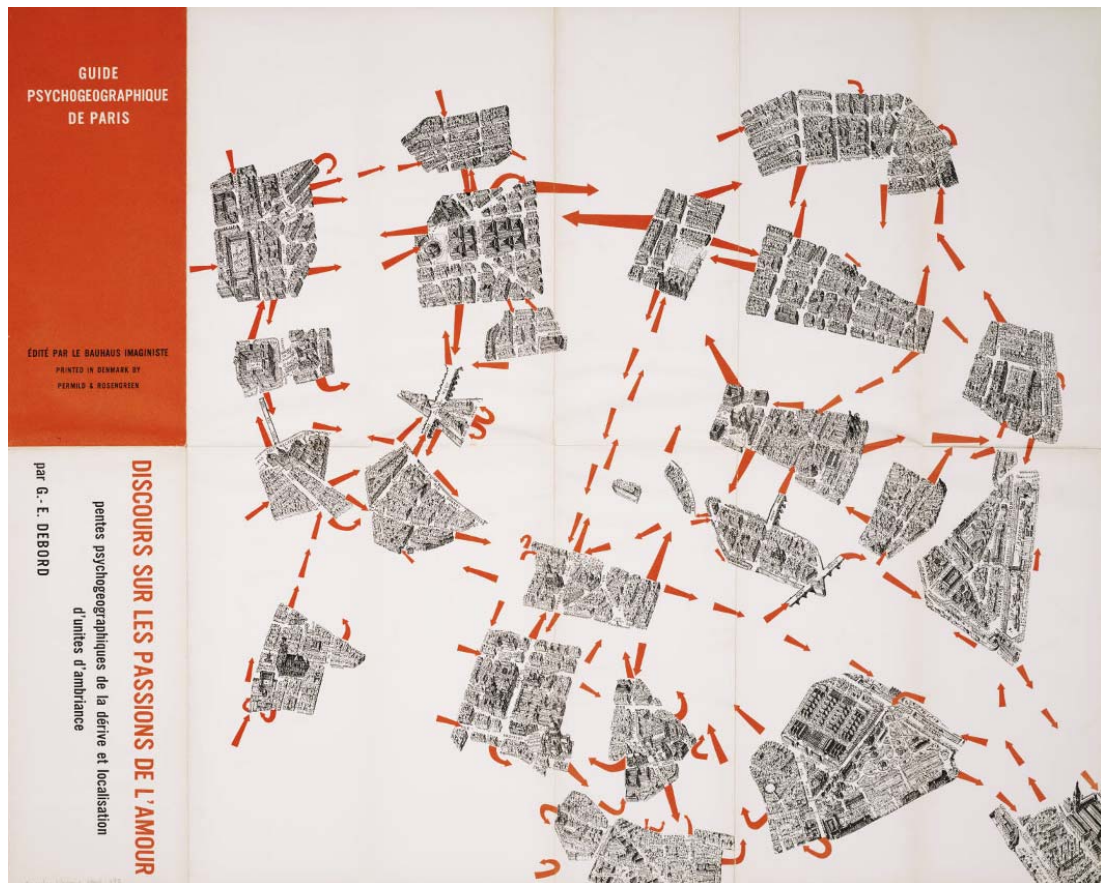 GUIDE
PSYCHOGEOGRAPHIQUE
DE PARIS
ÉDITÉ PAR LE BAUHAUS IMAGINISTE
PRINTED IN DENMARK BY
PERMILD & ROSENGREEN
DISCOURS SUR LES PASSIONS DE L'AMOUR
pentes psychogeographiques de la dérive et localisation
d'unites d'ambriance
par G.-E. DEBORD